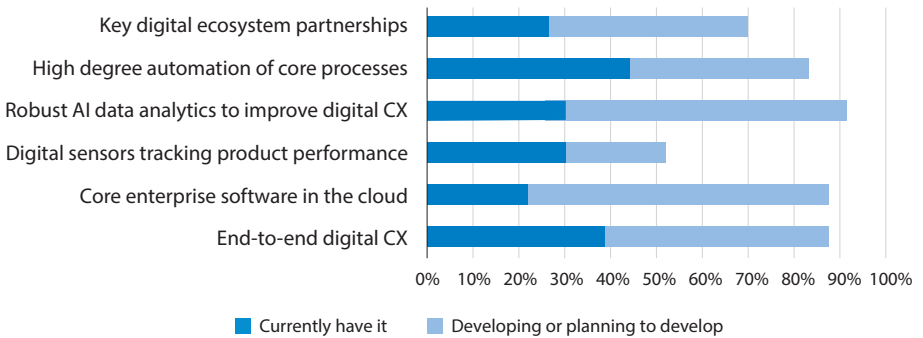 Key digital ecosystem partnerships
High degree automation of core processes
Robust AI data analytics to improve digital CX
Digital sensors tracking product performance
Core enterprise software in the cloud
End-to-end digital CX
0% 10% 20% 30% 40% 50% 60% 70% 80% 90% 100%
Currently have it Developing or planning to develop